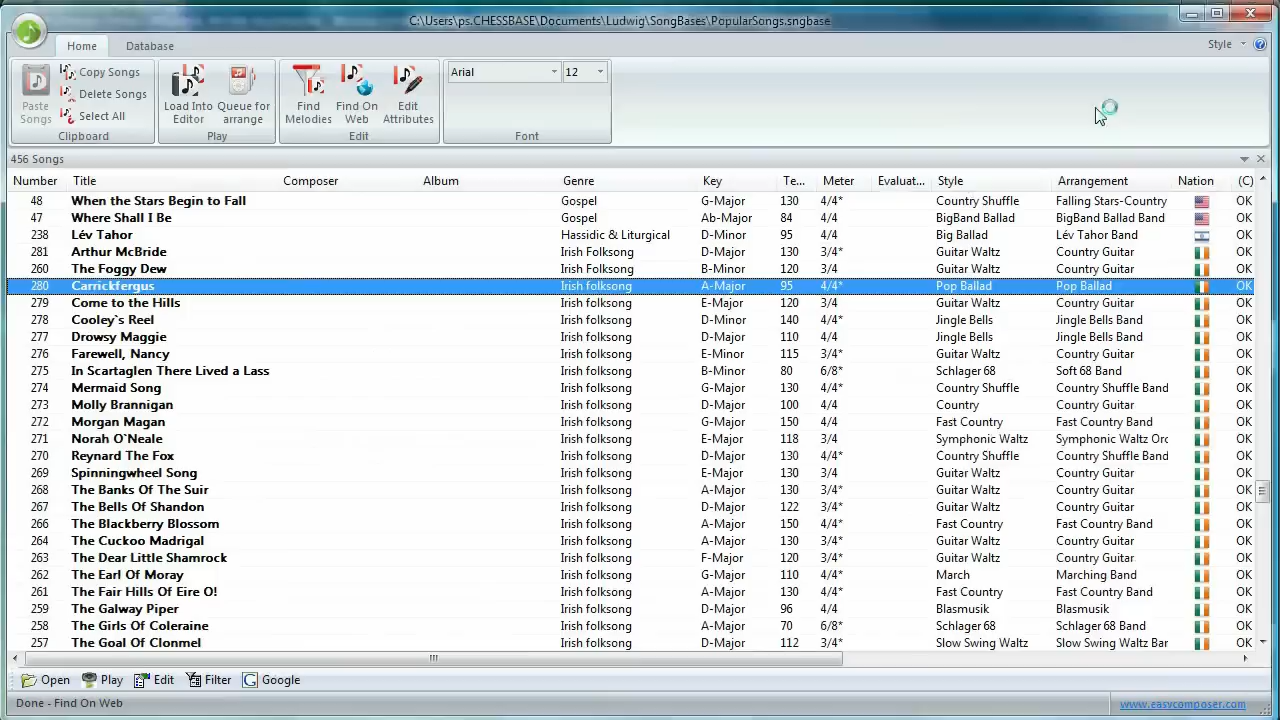 C:\Users\ps.CHESSBASE\Documents\Ludwig\SongBases\PopularSongs.sngbase
Home Database Style
Paste Songs Copy Songs Delete Songs Select All Load Into Editor Queue for arrange Find Melodies Find On Web Edit Attributes Arial 12
Clipboard Play Edit Font
456 Songs
Number Title Composer Album Genre Key Te... Meter Evaluat... Style Arrangement Nation (C)
48 When the Stars Begin to Fall Gospel G-Major 130 4/4* Country Shuffle Falling Stars-Country OK
47 Where Shall I Be Gospel Ab-Major 84 4/4 BigBand Ballad BigBand Ballad Band OK
238 Lév Tahor Hassidic & Liturgical D-Minor 95 4/4 Big Ballad Lév Tahor Band OK
281 Arthur McBride Irish Folksong D-Major 130 3/4* Guitar Waltz Country Guitar OK
260 The Foggy Dew Irish Folksong B-Minor 120 3/4 Guitar Waltz Country Guitar OK
280 Carrickfergus Irish folksong A-Major 95 4/4* Pop Ballad Pop Ballad OK
279 Come to the Hills Irish folksong E-Major 120 3/4 Guitar Waltz Country Guitar OK
278 Cooley`s Reel Irish folksong D-Minor 140 4/4* Jingle Bells Jingle Bells Band OK
277 Drowsy Maggie Irish folksong D-Major 110 4/4 Jingle Bells Jingle Bells Band OK
276 Farewell, Nancy Irish folksong E-Minor 115 3/4* Guitar Waltz Country Guitar OK
275 In Scartaglen There Lived a Lass Irish folksong B-Minor 80 6/8* Schlager 68 Soft 68 Band OK
274 Mermaid Song Irish folksong G-Major 130 4/4* Country Shuffle Country Shuffle Band OK
273 Molly Brannigan Irish folksong D-Major 100 4/4 Country Country Guitar OK
272 Morgan Magan Irish folksong G-Major 150 4/4 Fast Country Fast Country Band OK
271 Norah O`Neale Irish folksong E-Major 118 3/4 Symphonic Waltz Symphonic Waltz Orc OK
270 Reynard The Fox Irish folksong D-Major 130 4/4* Country Shuffle Country Shuffle Band OK
269 Spinningwheel Song Irish folksong E-Major 130 3/4 Guitar Waltz Country Guitar OK
268 The Banks Of The Suir Irish folksong A-Major 130 3/4* Guitar Waltz Country Guitar OK
267 The Bells Of Shandon Irish folksong D-Major 122 3/4* Guitar Waltz Country Guitar OK
266 The Blackberry Blossom Irish folksong A-Major 150 4/4* Fast Country Fast Country Band OK
264 The Cuckoo Madrigal Irish folksong A-Major 130 3/4* Guitar Waltz Country Guitar OK
263 The Dear Little Shamrock Irish folksong F-Major 120 3/4* Guitar Waltz Country Guitar OK
262 The Earl Of Moray Irish folksong G-Major 110 4/4* March Marching Band OK
261 The Fair Hills Of Eire O! Irish folksong A-Major 130 4/4* Fast Country Fast Country Band OK
259 The Galway Piper Irish folksong D-Major 96 4/4 Blasmusik Blasmusik OK
258 The Girls Of Coleraine Irish folksong A-Major 70 6/8* Schlager 68 Schlager 68 Band OK
257 The Goal Of Clonmel Irish folksong D-Major 112 3/4* Slow Swing Waltz Slow Swing Waltz Bar OK
Open Play Edit Filter Google
Done - Find On Web www.easycomposer.com